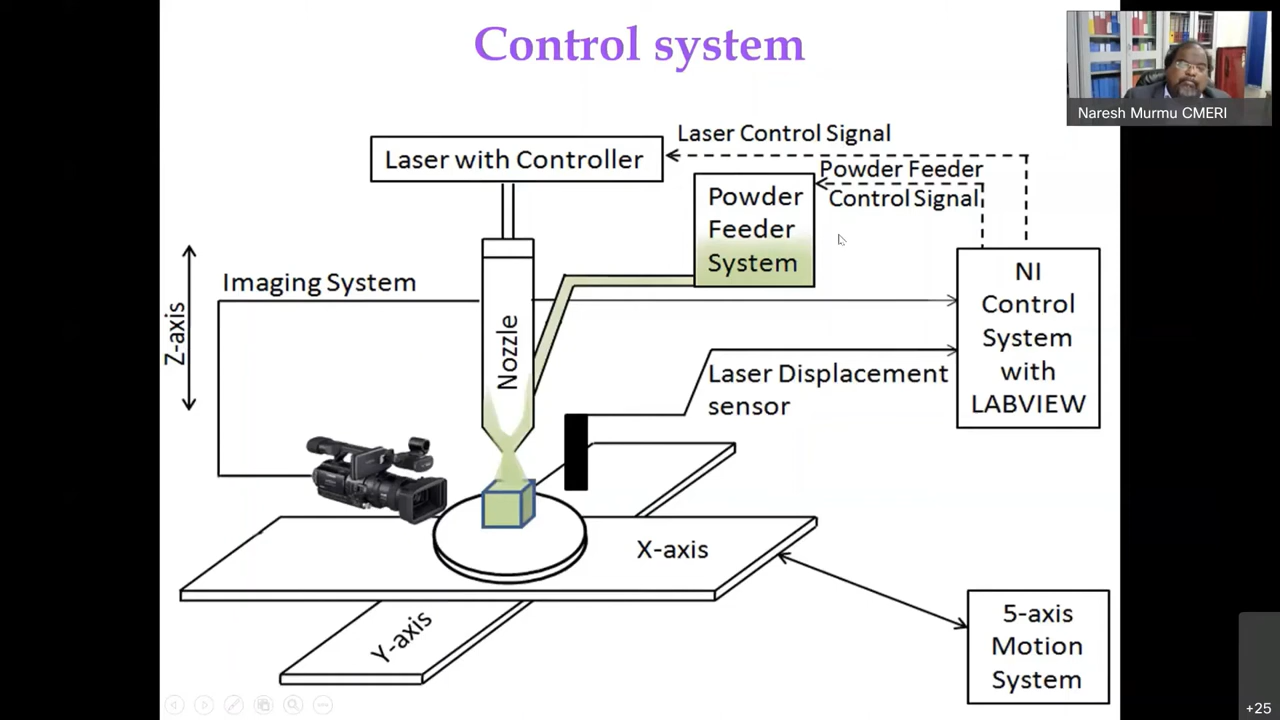 Control system
Naresh Murmu CMERI
Laser Control Signal
Laser with Controller
Powder Feeder
Control Signal
Powder
Feeder
System
Imaging System
Z-axis
Nozzle
NI
Control
System
with
LABVIEW
Laser Displacement
sensor
X-axis
Y-axis
5-axis
Motion
System
+25